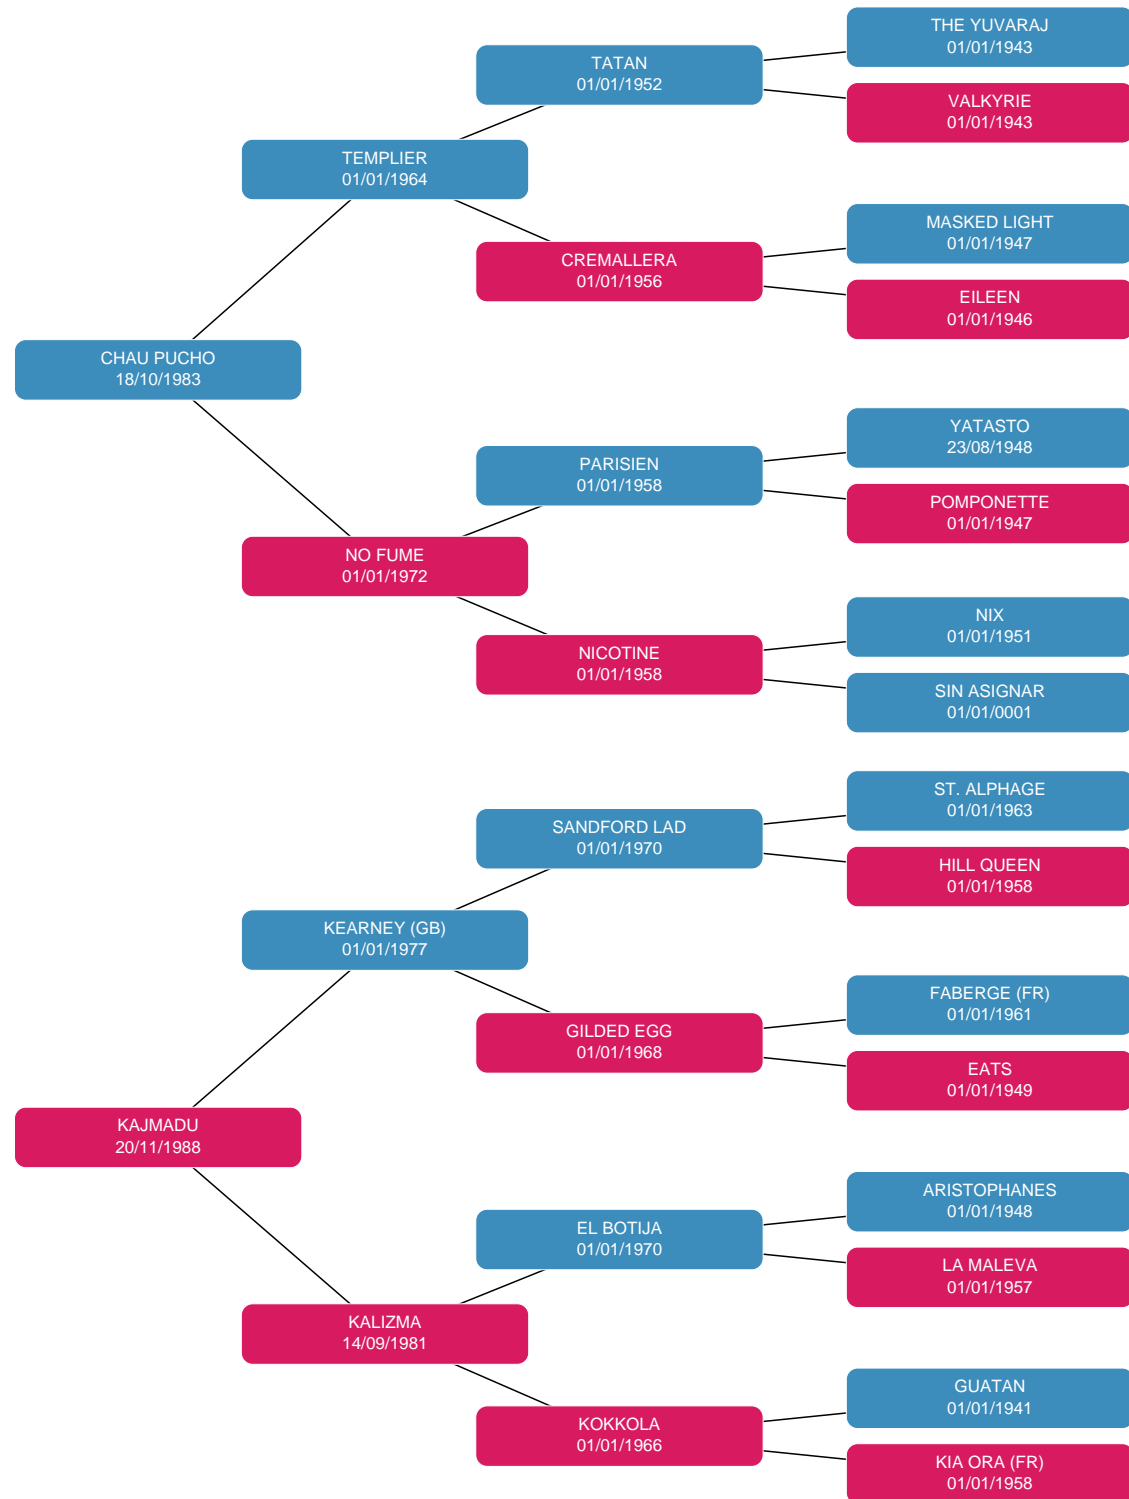 THE YUVARAJ
01/01/1943
TATAN
01/01/1952
VALKYRIE
01/01/1943
TEMPLIER
01/01/1964
MASKED LIGHT
01/01/1947
CREMALLERA
01/01/1956
EILEEN
01/01/1946
CHAU PUCHO
18/10/1983
YATASTO
23/08/1948
PARISIEN
01/01/1958
POMPONETTE
01/01/1947
NO FUME
01/01/1972
NIX
01/01/1951
NICOTINE
01/01/1958
SIN ASIGNAR
01/01/0001
ST. ALPHAGE
01/01/1963
SANDFORD LAD
01/01/1970
HILL QUEEN
01/01/1958
KEARNEY (GB)
01/01/1977
FABERGE (FR)
01/01/1961
GILDED EGG
01/01/1968
EATS
01/01/1949
KAJMADU
20/11/1988
ARISTOPHANES
01/01/1948
EL BOTIJA
01/01/1970
LA MALEVA
01/01/1957
KALIZMA
14/09/1981
GUATAN
01/01/1941
KOKKOLA
01/01/1966
KIA ORA (FR)
01/01/1958